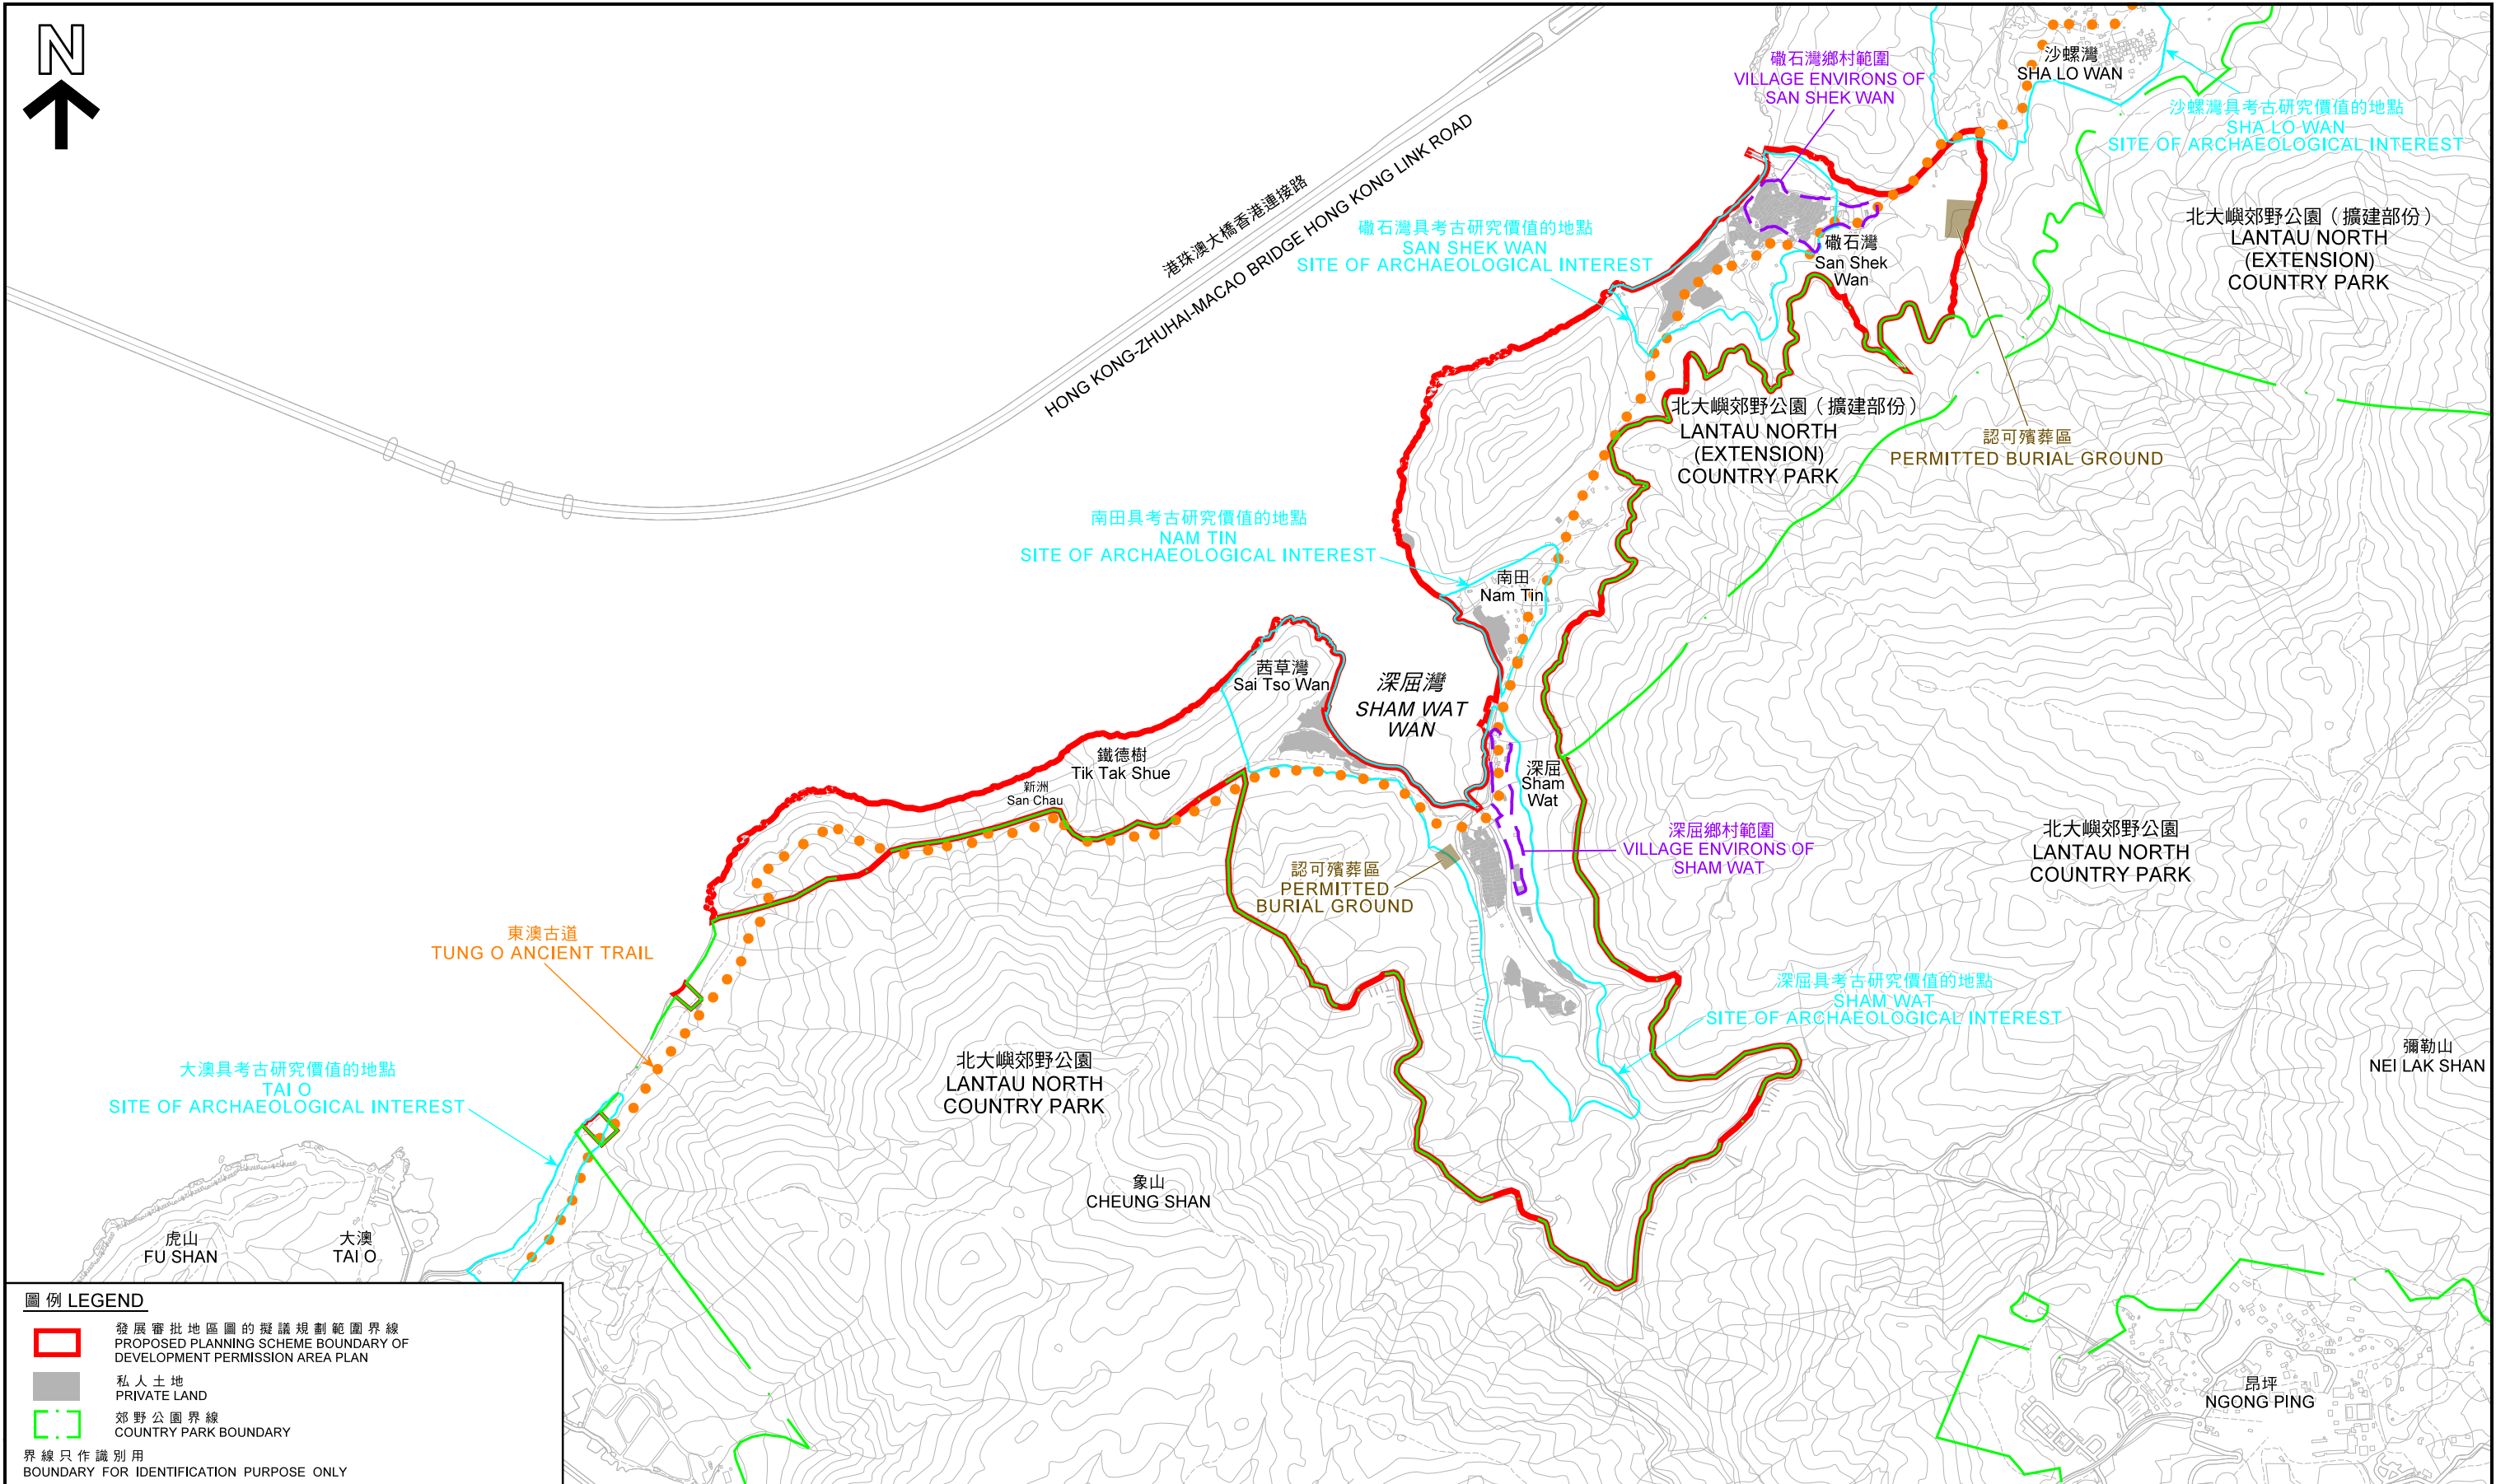 N
沙螺灣
SHA LO WAN
磡石灣鄉村範圍
VILLAGE ENVIRONS OF
SAN SHEK WAN
沙螺灣具考古研究價值的地點
SHA LO WAN
SITE OF ARCHAEOLOGICAL INTEREST
港珠澳大橋香港連接路
HONG KONG-ZHUHAI-MACAO BRIDGE HONG KONG LINK ROAD
磡石灣具考古研究價值的地點
SAN SHEK WAN
SITE OF ARCHAEOLOGICAL INTEREST
磡石灣
San Shek
Wan
北大嶼郊野公園（擴建部份）
LANTAU NORTH
(EXTENSION)
COUNTRY PARK
北大嶼郊野公園（擴建部份）
LANTAU NORTH
(EXTENSION)
COUNTRY PARK
認可殯葬區
PERMITTED BURIAL GROUND
南田具考古研究價值的地點
NAM TIN
SITE OF ARCHAEOLOGICAL INTEREST
南田
Nam Tin
茜草灣
Sai Tso Wan
深屈灣
SHAM WAT
WAN
鐵德樹
Tik Tak Shue
新洲
San Chau
深屈
Sham
Wat
深屈鄉村範圍
VILLAGE ENVIRONS OF
SHAM WAT
北大嶼郊野公園
LANTAU NORTH
COUNTRY PARK
認可殯葬區
PERMITTED
BURIAL GROUND
東澳古道
TUNG O ANCIENT TRAIL
深屈具考古研究價值的地點
SHAM WAT
SITE OF ARCHAEOLOGICAL INTEREST
彌勒山
NEI LAK SHAN
大澳具考古研究價值的地點
TAI O
SITE OF ARCHAEOLOGICAL INTEREST
北大嶼郊野公園
LANTAU NORTH
COUNTRY PARK
象山
CHEUNG SHAN
虎山
FU SHAN
大澳
TAI O
昂坪
NGONG PING
圖例 LEGEND
發展審批地區圖的擬議規劃範圍界線
PROPOSED PLANNING SCHEME BOUNDARY OF
DEVELOPMENT PERMISSION AREA PLAN
私人土地
PRIVATE LAND
郊野公園界線
COUNTRY PARK BOUNDARY
界線只作識別用
BOUNDARY FOR IDENTIFICATION PURPOSE ONLY